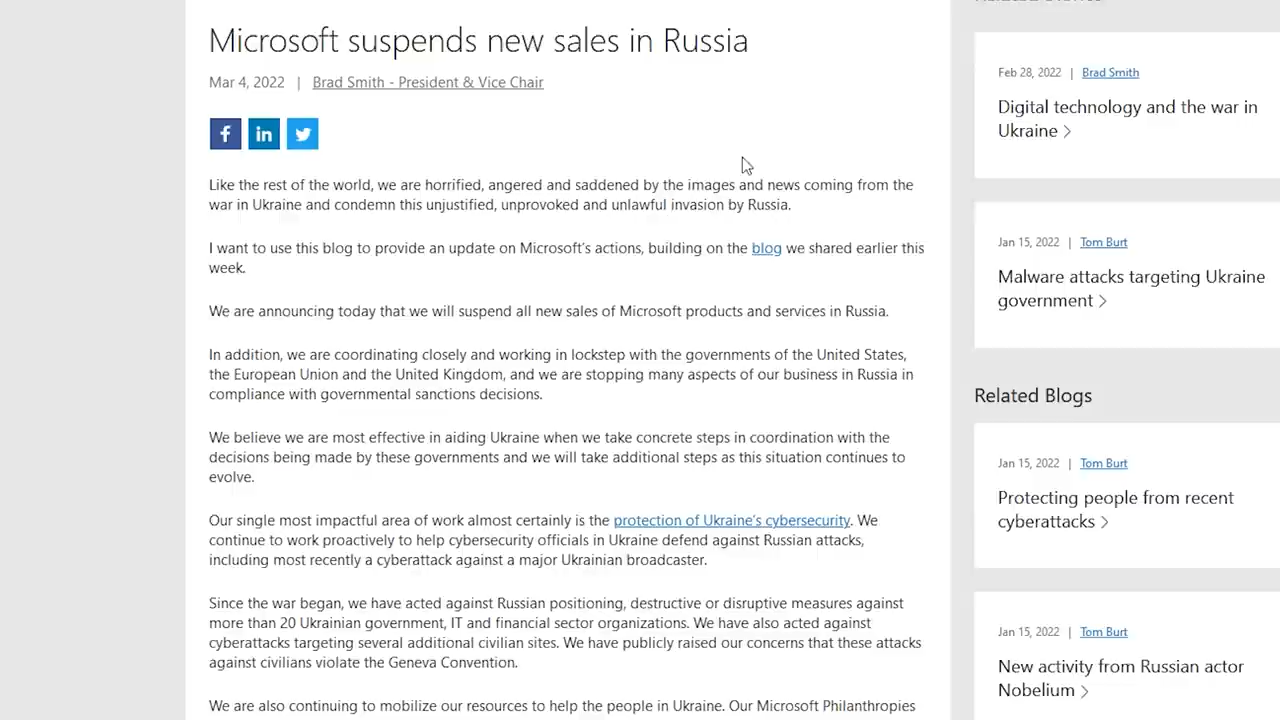 Microsoft suspends new sales in Russia
Mar 4, 2022 | Brad Smith - President & Vice Chair
Like the rest of the world, we are horrified, angered and saddened by the images and news coming from the
war in Ukraine and condemn this unjustified, unprovoked and unlawful invasion by Russia.
I want to use this blog to provide an update on Microsoft's actions, building on the blog we shared earlier this
week.
We are announcing today that we will suspend all new sales of Microsoft products and services in Russia.
In addition, we are coordinating closely and working in lockstep with the governments of the United States,
the European Union and the United Kingdom, and we are stopping many aspects of our business in Russia in
compliance with governmental sanctions decisions.
We believe we are most effective in aiding Ukraine when we take concrete steps in coordination with the
decisions being made by these governments and we will take additional steps as this situation continues to
evolve.
Our single most impactful area of work almost certainly is the protection of Ukraine's cybersecurity. We
continue to work proactively to help cybersecurity officials in Ukraine defend against Russian attacks,
including most recently a cyberattack against a major Ukrainian broadcaster.
Since the war began, we have acted against Russian positioning, destructive or disruptive measures against
more than 20 Ukrainian government, IT and financial sector organizations. We have also acted against
cyberattacks targeting several additional civilian sites. We have publicly raised our concerns that these attacks
against civilians violate the Geneva Convention.
We are also continuing to mobilize our resources to help the people in Ukraine. Our Microsoft Philanthropies
Feb 28, 2022 | Brad Smith
Digital technology and the war in
Ukraine >
Jan 15, 2022 | Tom Burt
Malware attacks targeting Ukraine
government >
Related Blogs
Jan 15, 2022 | Tom Burt
Protecting people from recent
cyberattacks >
Jan 15, 2022 | Tom Burt
New activity from Russian actor
Nobelium >